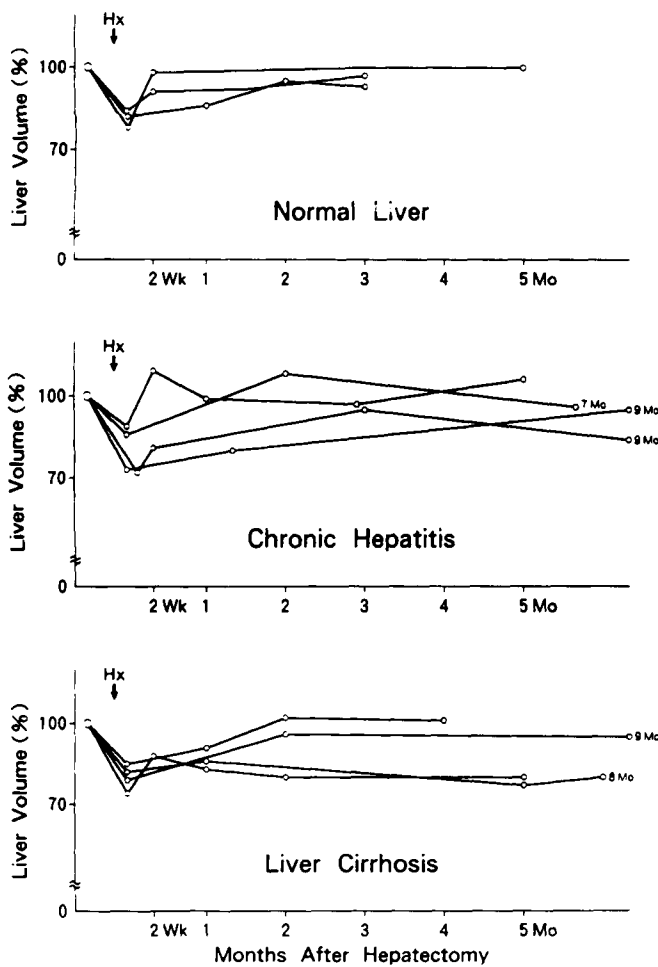 Hx
Liver Volume (%)
100
70
0
Normal Liver
2 Wk 1 2 3 4 5 Mo
Hx
Liver Volume (%)
100
70
0
7 Mo
9 Mo
9 Mo
Chronic Hepatitis
2 Wk 1 2 3 4 5 Mo
Hx
Liver Volume (%)
100
70
0
9 Mo
8 Mo
Liver Cirrhosis
2 Wk 1 2 3 4 5 Mo
Months After Hepatectomy